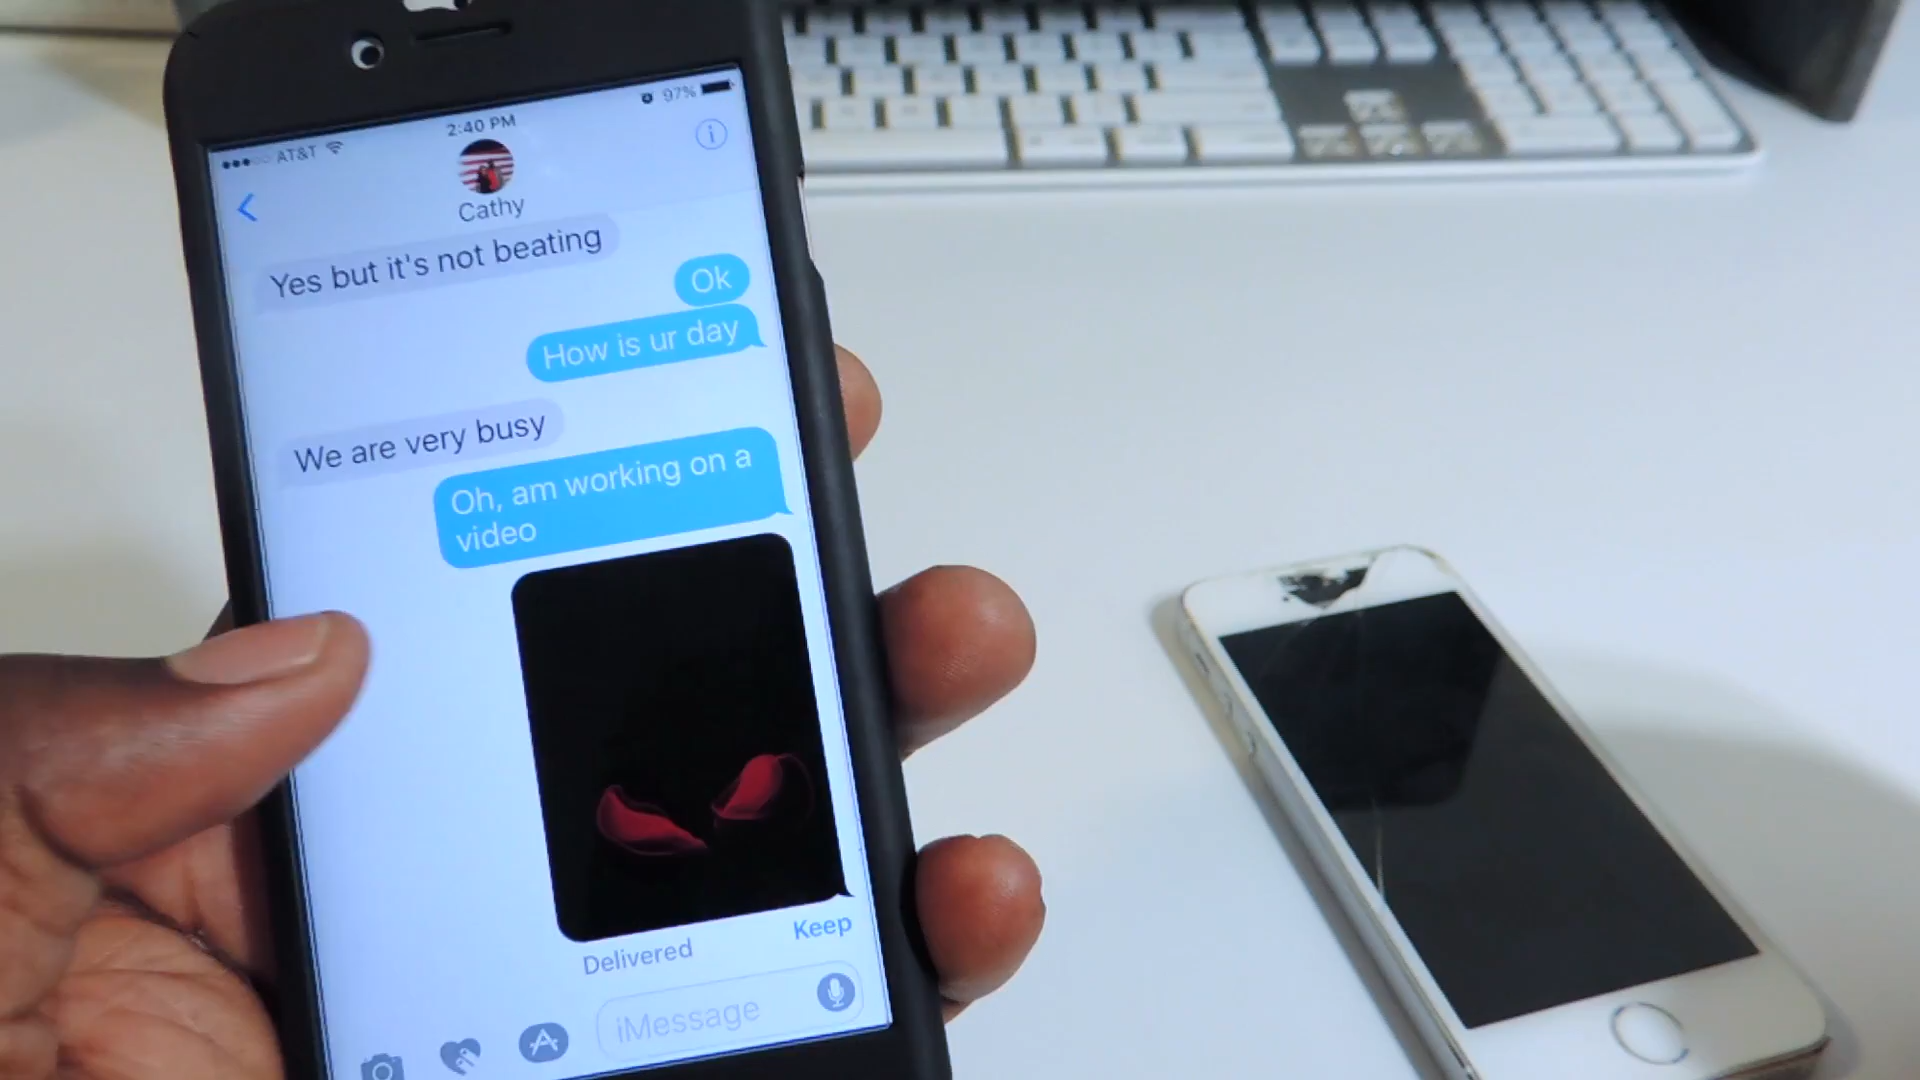 2:40 PM
97%
AT&T
Cathy
Yes but it's not beating
Ok
How is ur day
We are very busy
Oh, am working on a
video
Keep
Delivered
iMessage